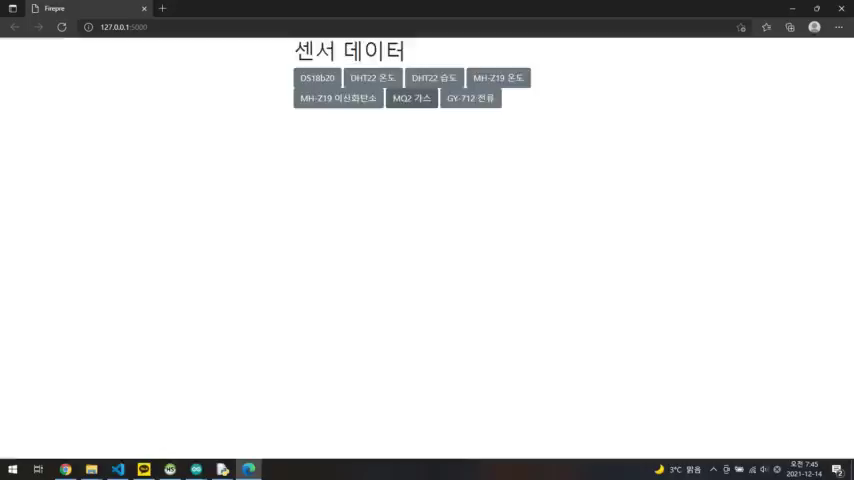 Firepre
127.0.0.1:5000
센서 데이터
DS18b20 DHT22 온도 DHT22 습도 MH-Z19 온도
MH-Z19 이산화탄소 MQ2 가스 GY-712 전류
3°C 맑음
오전 7:45
2021-12-14